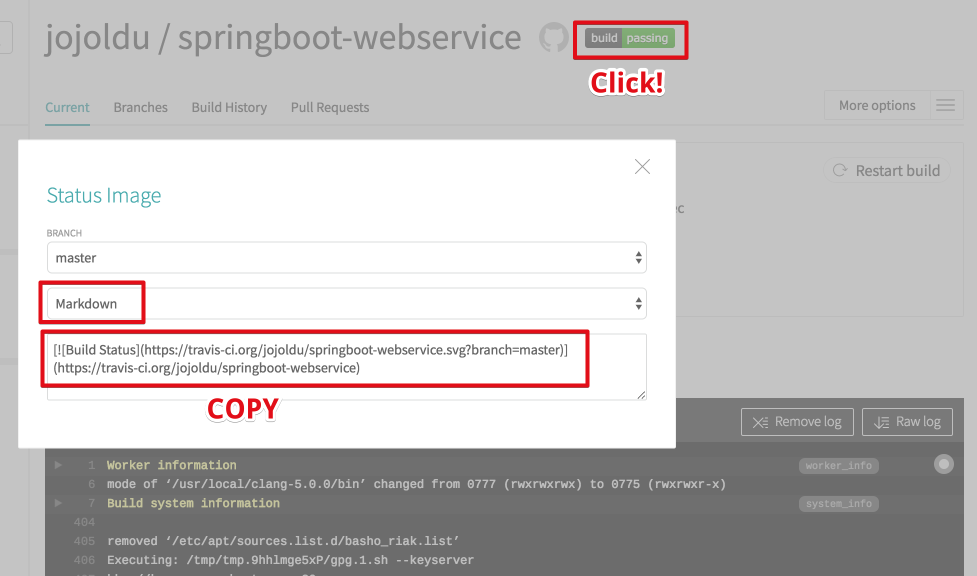 jojoldu / springboot-webservice build passing
Click!
Current Branches Build History Pull Requests More options
Restart build
Status Image
BRANCH
master
Markdown
[![Build Status](https://travis-ci.org/jojoldu/springboot-webservice.svg?branch=master)]
(https://travis-ci.org/jojoldu/springboot-webservice)
COPY
Remove log Raw log
1 Worker information worker_info
6 mode of ‘/usr/local/clang-5.0.0/bin’ changed from 0777 (rwxrwxrwx) to 0775 (rwxrwxr-x)
7 Build system information system_info
404
405 removed ‘/etc/apt/sources.list.d/basho_riak.list’
406 Executing: /tmp/tmp.9hhlmge5xP/gpg.1.sh --keyserver